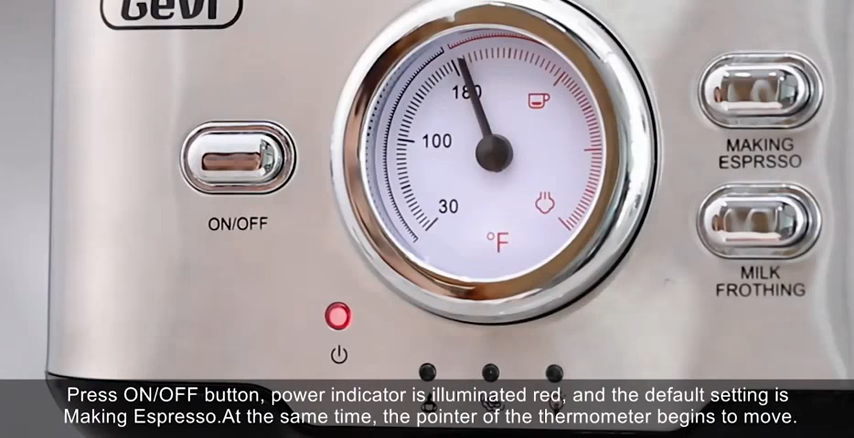 Gevi
180
100
30
°F
ON/OFF
MAKING
ESPRSSO
MILK
FROTHING
Press ON/OFF button, power indicator is illuminated red, and the default setting is
Making Espresso.At the same time, the pointer of the thermometer begins to move.